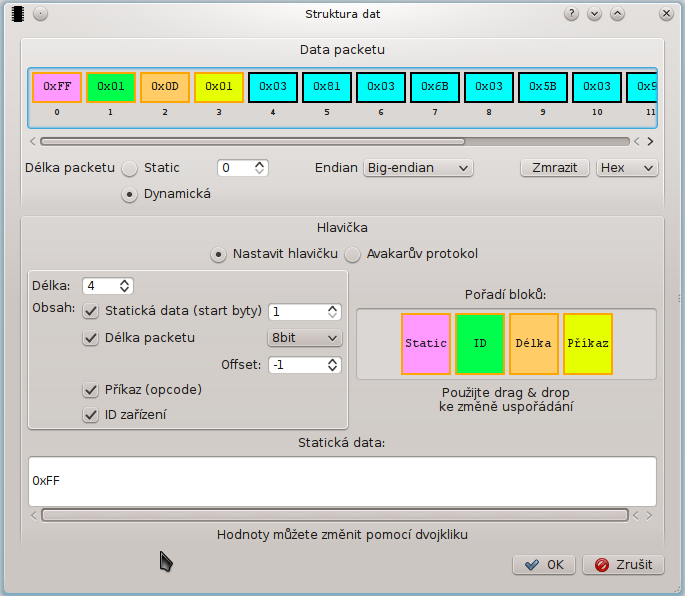 Struktura dat
Data packetu
0xFF 0x01 0x0D 0x01 0x03 0x81 0x03 0x6B 0x03 0x5B 0x03 0x9
0 1 2 3 4 5 6 7 8 9 10 11
Délka packetu Static 0 Endian Big-endian Zmrazit Hex
Dynamická
Hlavička
Nastavit hlavičku Avakarův protokol
Délka: 4
Obsah: Statická data (start byty) 1
Délka packetu 8bit
Offset: -1
Příkaz (opcode)
ID zařízení
Pořadí bloků:
Static ID Délka Příkaz
Použijte drag & drop
ke změně uspořádání
Statická data:
0xFF
Hodnoty můžete změnit pomocí dvojkliku
OK Zrušit